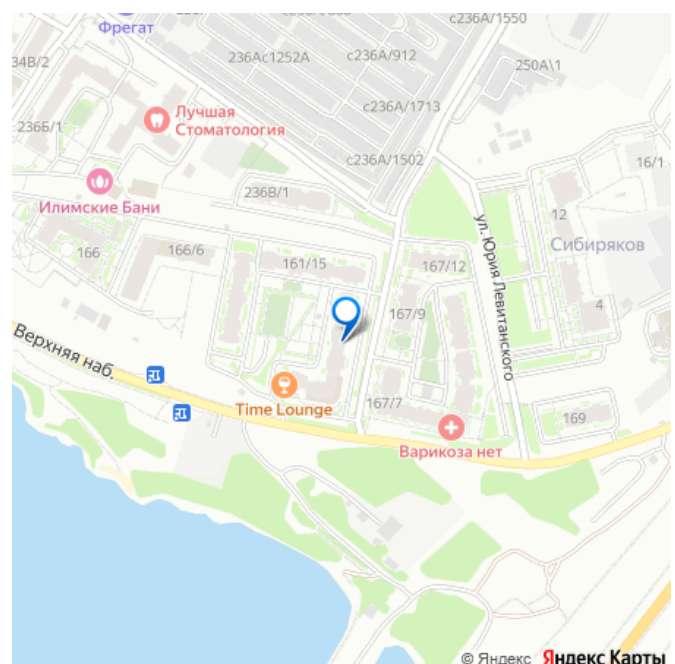 Фрегат
с236А/1550
236Ас1252А
с236А/912
250А\1
34В/2
с236А/1713
Лучшая
Стоматология
236Б/1
с236А/1502
16/1
Илимские Бани
236В/1
12
Сибиряков
166
166/6
161/15
167/12
ул. Юрия Левитанского
167/9
4
Верхняя наб.
Time Lounge
167/7
169
Варикоза нет
© Яндекс Яндекс Карты